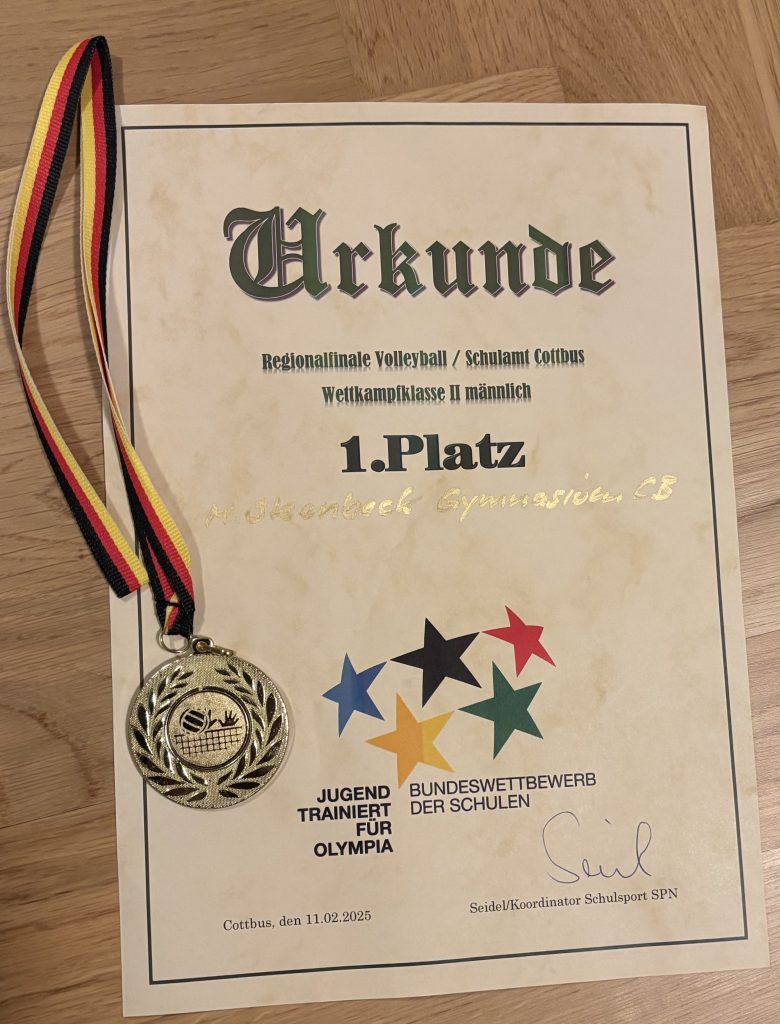 Urkunde
Regionalfinale Volleyball / Schulamt Cottbus
Wettkampfklasse II männlich
1.Platz
M. Steenbeck Gymnasium CB
JUGEND
TRAINIERT
FÜR
OLYMPIA
BUNDESWETTBEWERB
DER SCHULEN
Cottbus, den 11.02.2025
Seidel/Koordinator Schulsport SPN